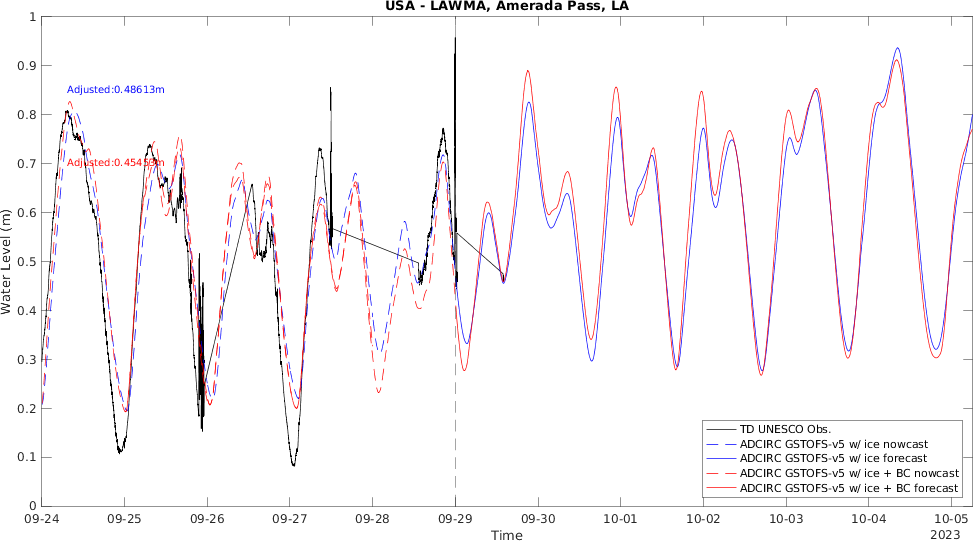 USA - LAWMA, Amerada Pass, LA
Water Level (m)
1
0.9
0.8
0.7
0.6
0.5
0.4
0.3
0.2
0.1
0
Adjusted:0.48613m
Adjusted:0.45453m
TD UNESCO Obs.
ADCIRC GSTOFS-v5 w/ ice nowcast
ADCIRC GSTOFS-v5 w/ ice forecast
ADCIRC GSTOFS-v5 w/ ice + BC nowcast
ADCIRC GSTOFS-v5 w/ ice + BC forecast
09-24 09-25 09-26 09-27 09-28 09-29 09-30 10-01 10-02 10-03 10-04 10-05
Time 2023